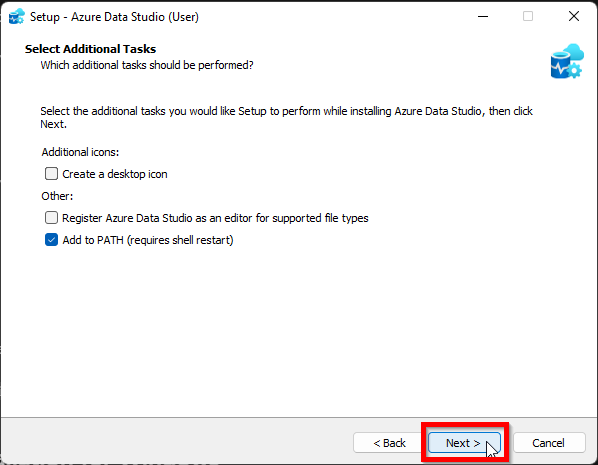 Setup - Azure Data Studio (User)
Select Additional Tasks
Which additional tasks should be performed?
Select the additional tasks you would like Setup to perform while installing Azure Data Studio, then click
Next.
Additional icons:
Create a desktop icon
Other:
Register Azure Data Studio as an editor for supported file types
Add to PATH (requires shell restart)
< Back
Next >
Cancel